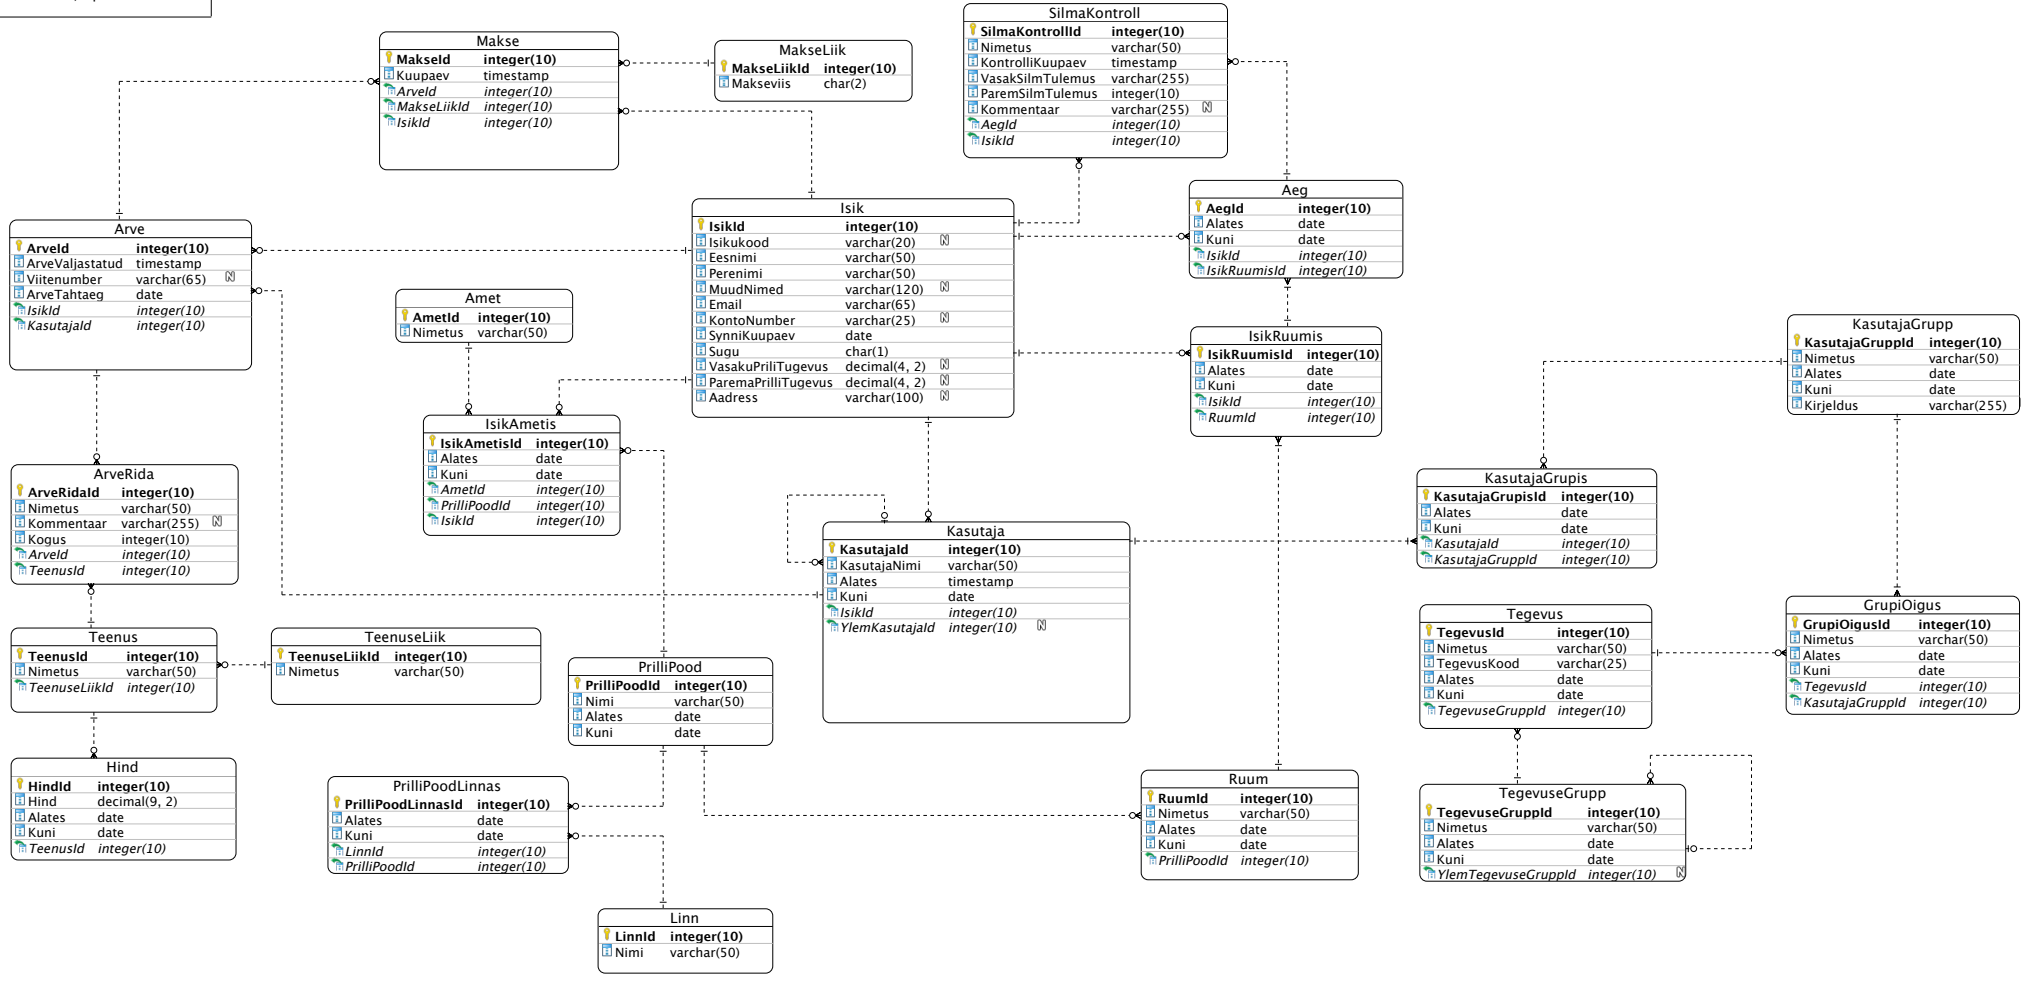 SilmaKontroll
SilmaKontrollId integer(10)
Nimetus varchar(50)
KontrolliKuupaev timestamp
VasakSilmTulemus varchar(255)
ParemSilmTulemus integer(10)
Kommentaar varchar(255) N
AegId integer(10)
IsikId integer(10)
Makse
MakseId integer(10)
Kuupaev timestamp
ArveId integer(10)
MakseLiikId integer(10)
IsikId integer(10)
MakseLiik
MakseLiikId integer(10)
Makseviis char(2)
Aeg
AegId integer(10)
Alates date
Kuni date
IsikId integer(10)
IsikRuumisId integer(10)
Isik
IsikId integer(10)
Isikukood varchar(20) N
Eesnimi varchar(50)
Perenimi varchar(50)
MuudNimed varchar(120) N
Email varchar(65)
KontoNumber varchar(25) N
SynniKuupaev date
Sugu char(1)
VasakuPriliTugevus decimal(4, 2) N
ParemaPrilliTugevus decimal(4, 2) N
Aadress varchar(100) N
Arve
ArveId integer(10)
ArveValjastatud timestamp
Viitenumber varchar(65) N
ArveTahtaeg date
IsikId integer(10)
KasutajaId integer(10)
Amet
AmetId integer(10)
Nimetus varchar(50)
IsikRuumis
IsikRuumisId integer(10)
Alates date
Kuni date
IsikId integer(10)
RuumId integer(10)
KasutajaGrupp
KasutajaGruppId integer(10)
Nimetus varchar(50)
Alates date
Kuni date
Kirjeldus varchar(255)
IsikAmetis
IsikAmetisId integer(10)
Alates date
Kuni date
AmetId integer(10)
PrilliPoodId integer(10)
IsikId integer(10)
ArveRida
ArveRidaId integer(10)
Nimetus varchar(50)
Kommentaar varchar(255) N
Kogus integer(10)
ArveId integer(10)
TeenusId integer(10)
KasutajaGrupis
KasutajaGrupisId integer(10)
Alates date
Kuni date
KasutajaId integer(10)
KasutajaGruppId integer(10)
Kasutaja
KasutajaId integer(10)
KasutajaNimi varchar(50)
Alates timestamp
Kuni date
IsikId integer(10)
YlemKasutajaId integer(10) N
GrupiOigus
GrupiOigusId integer(10)
Nimetus varchar(50)
Alates date
Kuni date
TegevusId integer(10)
KasutajaGruppId integer(10)
Tegevus
TegevusId integer(10)
Nimetus varchar(50)
TegevusKood varchar(25)
Alates date
Kuni date
TegevuseGruppId integer(10)
Teenus
TeenusId integer(10)
Nimetus varchar(50)
TeenuseLiikId integer(10)
TeenuseLiik
TeenuseLiikId integer(10)
Nimetus varchar(50)
PrilliPood
PrilliPoodId integer(10)
Nimi varchar(50)
Alates date
Kuni date
Hind
HindId integer(10)
Hind decimal(9, 2)
Alates date
Kuni date
TeenusId integer(10)
PrilliPoodLinnas
PrilliPoodLinnasId integer(10)
Alates date
Kuni date
LinnId integer(10)
PrilliPoodId integer(10)
Ruum
RuumId integer(10)
Nimetus varchar(50)
Alates date
Kuni date
PrilliPoodId integer(10)
TegevuseGrupp
TegevuseGruppId integer(10)
Nimetus varchar(50)
Alates date
Kuni date
YlemTegevuseGruppId integer(10) N
Linn
LinnId integer(10)
Nimi varchar(50)